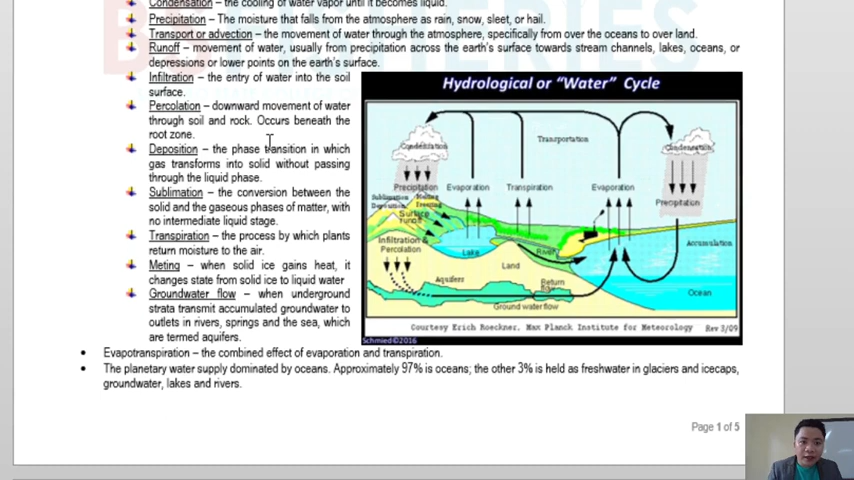 Condensation – the cooling of water vapor until it becomes liquid.
Precipitation – The moisture that falls from the atmosphere as rain, snow, sleet, or hail.
Transport or advection – the movement of water through the atmosphere, specifically from over the oceans to over land.
Runoff – movement of water, usually from precipitation across the earth's surface towards stream channels, lakes, oceans, or
depressions or lower points on the earth's surface.
Infiltration – the entry of water into the soil
surface.
Percolation – downward movement of water
through soil and rock. Occurs beneath the
root zone.
Deposition – the phase transition in which
gas transforms into solid without passing
through the liquid phase.
Sublimation – the conversion between the
solid and the gaseous phases of matter, with
no intermediate liquid stage.
Transpiration – the process by which plants
return moisture to the air.
Meting – when solid ice gains heat, it
changes state from solid ice to liquid water
Groundwater flow – when underground
strata transmit accumulated groundwater to
outlets in rivers, springs and the sea, which
are termed aquifers.
Hydrological or "Water" Cycle
Transportation
Condensation
Condensation
Precipitation
Evaporation
Transpiration
Evaporation
Precipitation
Sublimation
Deposition
Melting
Freezing
Surface
runoff
Infiltration &
Percolation
Lake
River
Land
Accumulation
Aquifers
Return
flow
Ocean
Ground water flow
Courtesy Erich Roeckner, Max Planck Institute for Meteorology
Rev 3/09
Schmied©2016
• Evapotranspiration – the combined effect of evaporation and transpiration.
• The planetary water supply dominated by oceans. Approximately 97% is oceans; the other 3% is held as freshwater in glaciers and icecaps,
groundwater, lakes and rivers.
Page 1 of 5